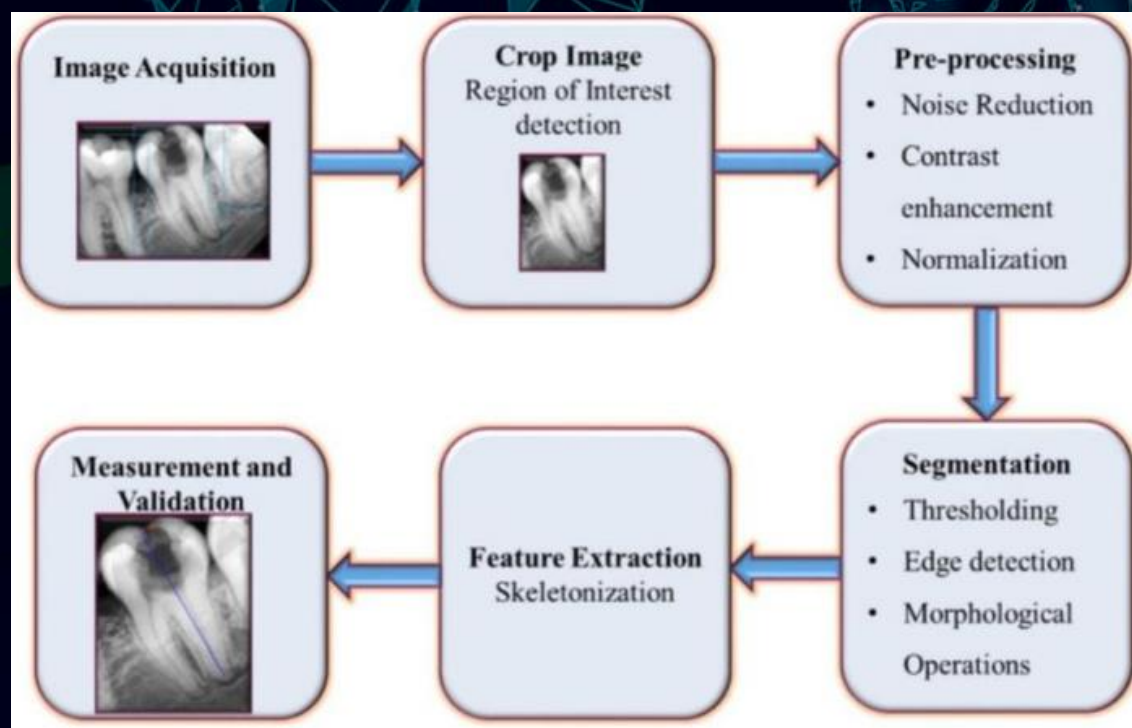 Image Acquisition
Crop Image
Region of Interest
detection
Pre-processing
• Noise Reduction
• Contrast
enhancement
• Normalization
Segmentation
• Thresholding
• Edge detection
• Morphological
Operations
Feature Extraction
Skeletonization
Measurement and
Validation